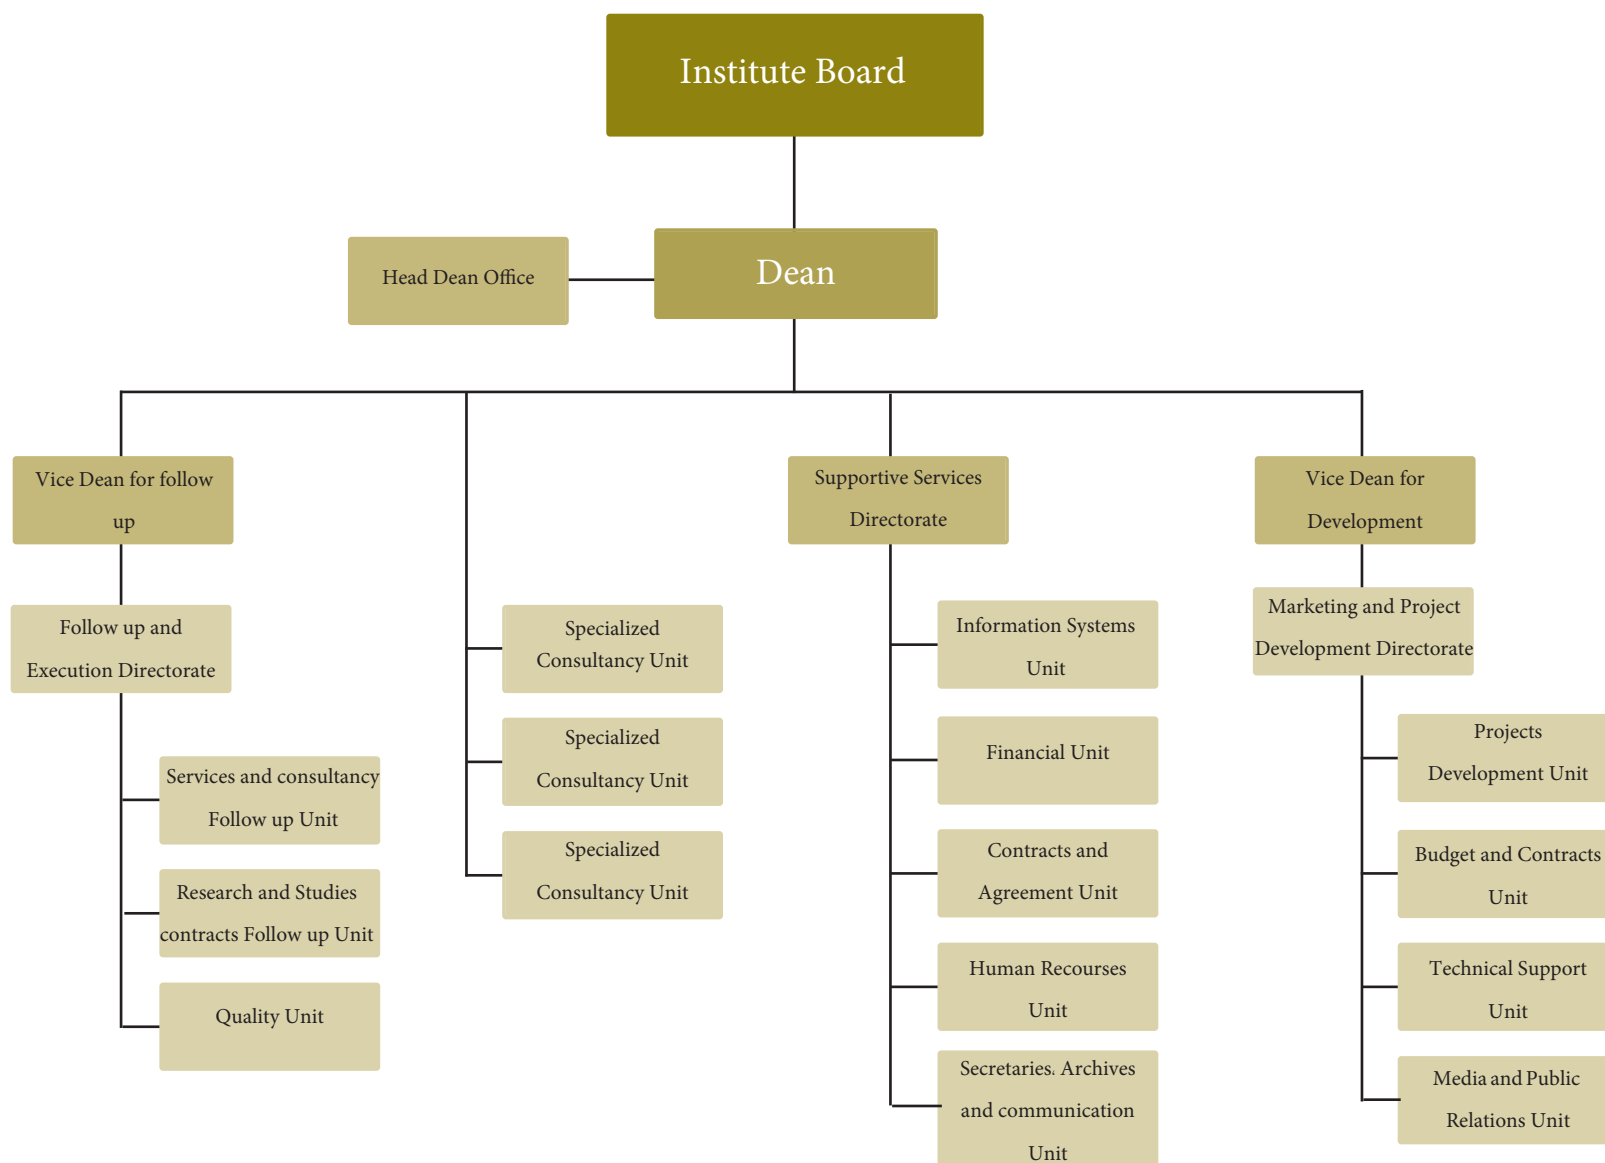 Institute Board
Head Dean Office
Dean
Vice Dean for follow
up
Follow up and
Execution Directorate
Services and consultancy
Follow up Unit
Research and Studies
contracts Follow up Unit
Quality Unit
Specialized
Consultancy Unit
Specialized
Consultancy Unit
Specialized
Consultancy Unit
Supportive Services
Directorate
Information Systems
Unit
Financial Unit
Contracts and
Agreement Unit
Human Recourses
Unit
Secretaries. Archives
and communication
Unit
Vice Dean for
Development
Marketing and Project
Development Directorate
Projects
Development Unit
Budget and Contracts
Unit
Technical Support
Unit
Media and Public
Relations Unit